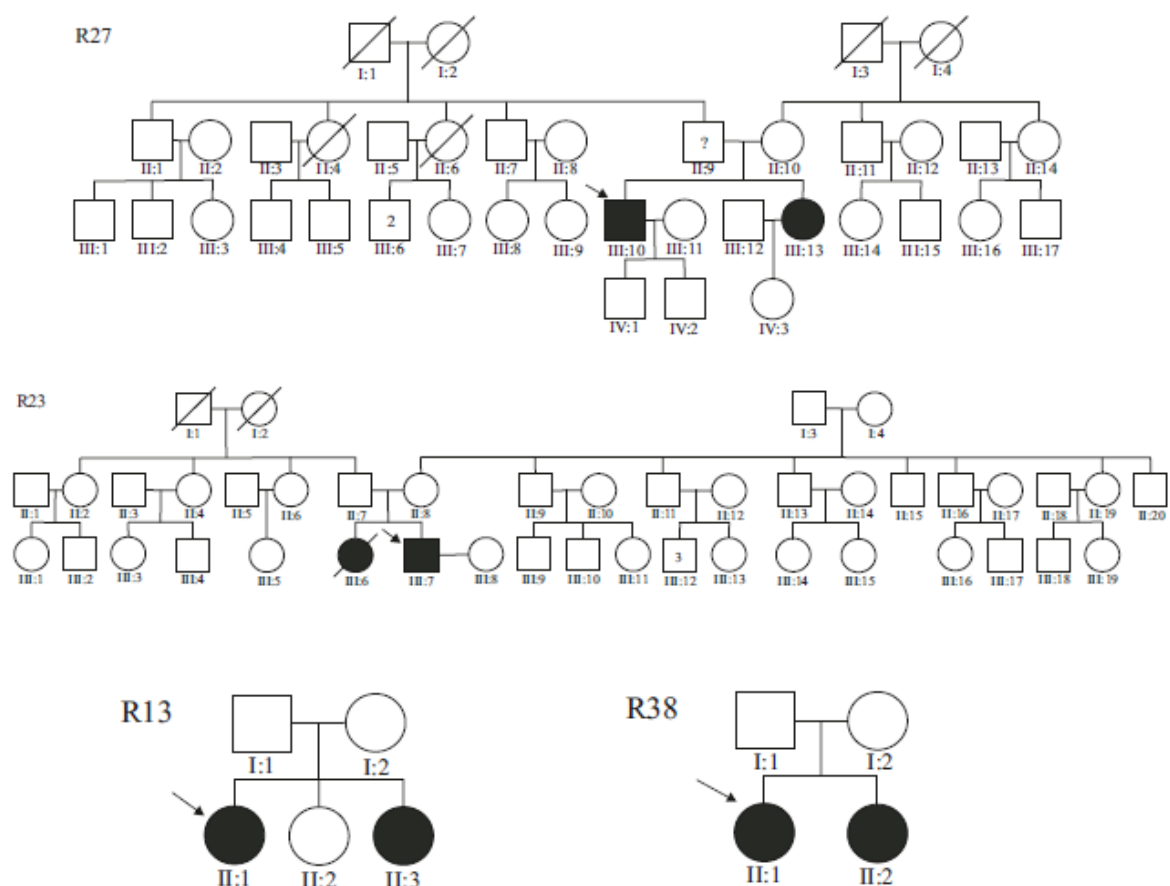 R27
I:1 I:2 I:3 I:4
?
II:1 II:2 II:3 II:4 II:5 II:6 II:7 II:8 II:9 II:10 II:11 II:12 II:13 II:14
2
III:1 III:2 III:3 III:4 III:5 III:6 III:7 III:8 III:9 III:10 III:11 III:12 III:13 III:14 III:15 III:16 III:17
IV:1 IV:2 IV:3
R23
I:1 I:2 I:3 I:4
II:1 II:2 II:3 II:4 II:5 II:6 II:7 II:8 II:9 II:10 II:11 II:12 II:13 II:14 II:15 II:16 II:17 II:18 II:19 II:20
3
III:1 III:2 III:3 III:4 III:5 III:6 III:7 III:8 III:9 III:10 III:11 III:12 III:13 III:14 III:15 III:16 III:17 III:18 III:19
R13 R38
I:1 I:2 I:1 I:2
II:1 II:2 II:3 II:1 II:2